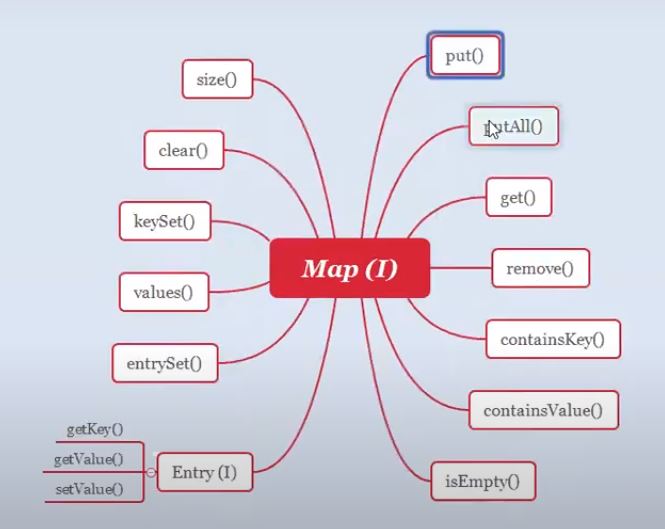 put()
size()
putAll()
clear()
get()
keySet()
Map (I)
remove()
values()
containsKey()
entrySet()
containsValue()
getKey()
getValue()
Entry (I)
setValue()
isEmpty()